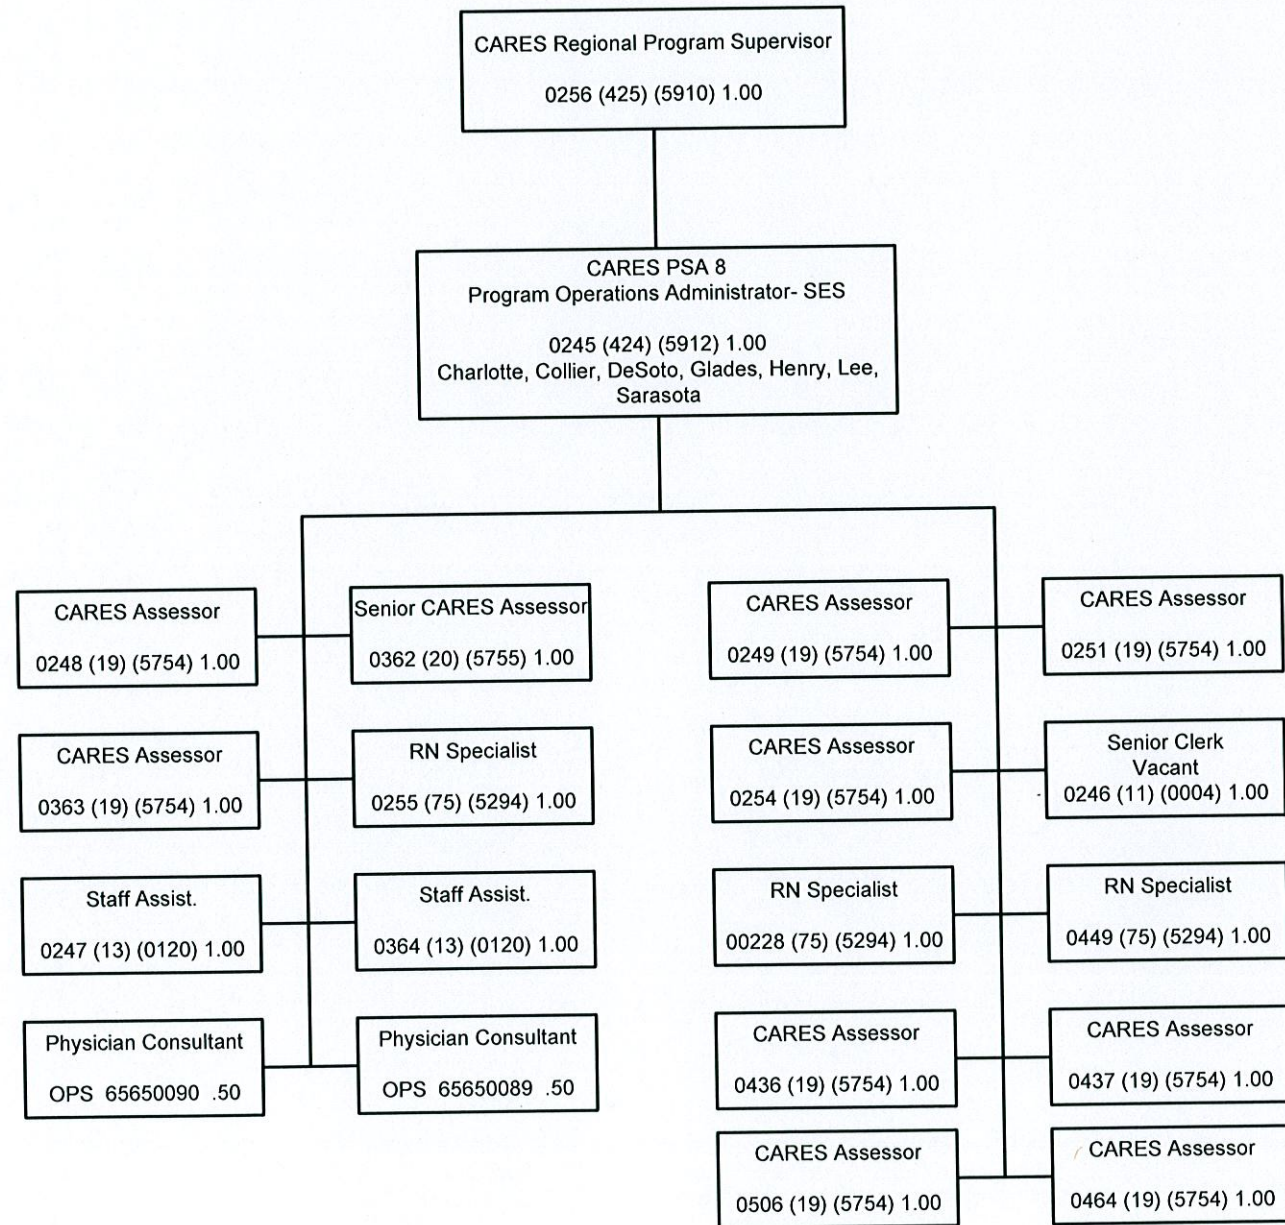 CARES Regional Program Supervisor
0256 (425) (5910) 1.00
CARES PSA 8
Program Operations Administrator- SES
0245 (424) (5912) 1.00
Charlotte, Collier, DeSoto, Glades, Henry, Lee,
Sarasota
CARES Assessor
0248 (19) (5754) 1.00
Senior CARES Assessor
0362 (20) (5755) 1.00
CARES Assessor
0249 (19) (5754) 1.00
CARES Assessor
0251 (19) (5754) 1.00
CARES Assessor
0363 (19) (5754) 1.00
RN Specialist
0255 (75) (5294) 1.00
CARES Assessor
0254 (19) (5754) 1.00
Senior Clerk
Vacant
0246 (11) (0004) 1.00
Staff Assist.
0247 (13) (0120) 1.00
Staff Assist.
0364 (13) (0120) 1.00
RN Specialist
00228 (75) (5294) 1.00
RN Specialist
0449 (75) (5294) 1.00
Physician Consultant
OPS 65650090 .50
Physician Consultant
OPS 65650089 .50
CARES Assessor
0436 (19) (5754) 1.00
CARES Assessor
0437 (19) (5754) 1.00
CARES Assessor
0506 (19) (5754) 1.00
CARES Assessor
0464 (19) (5754) 1.00